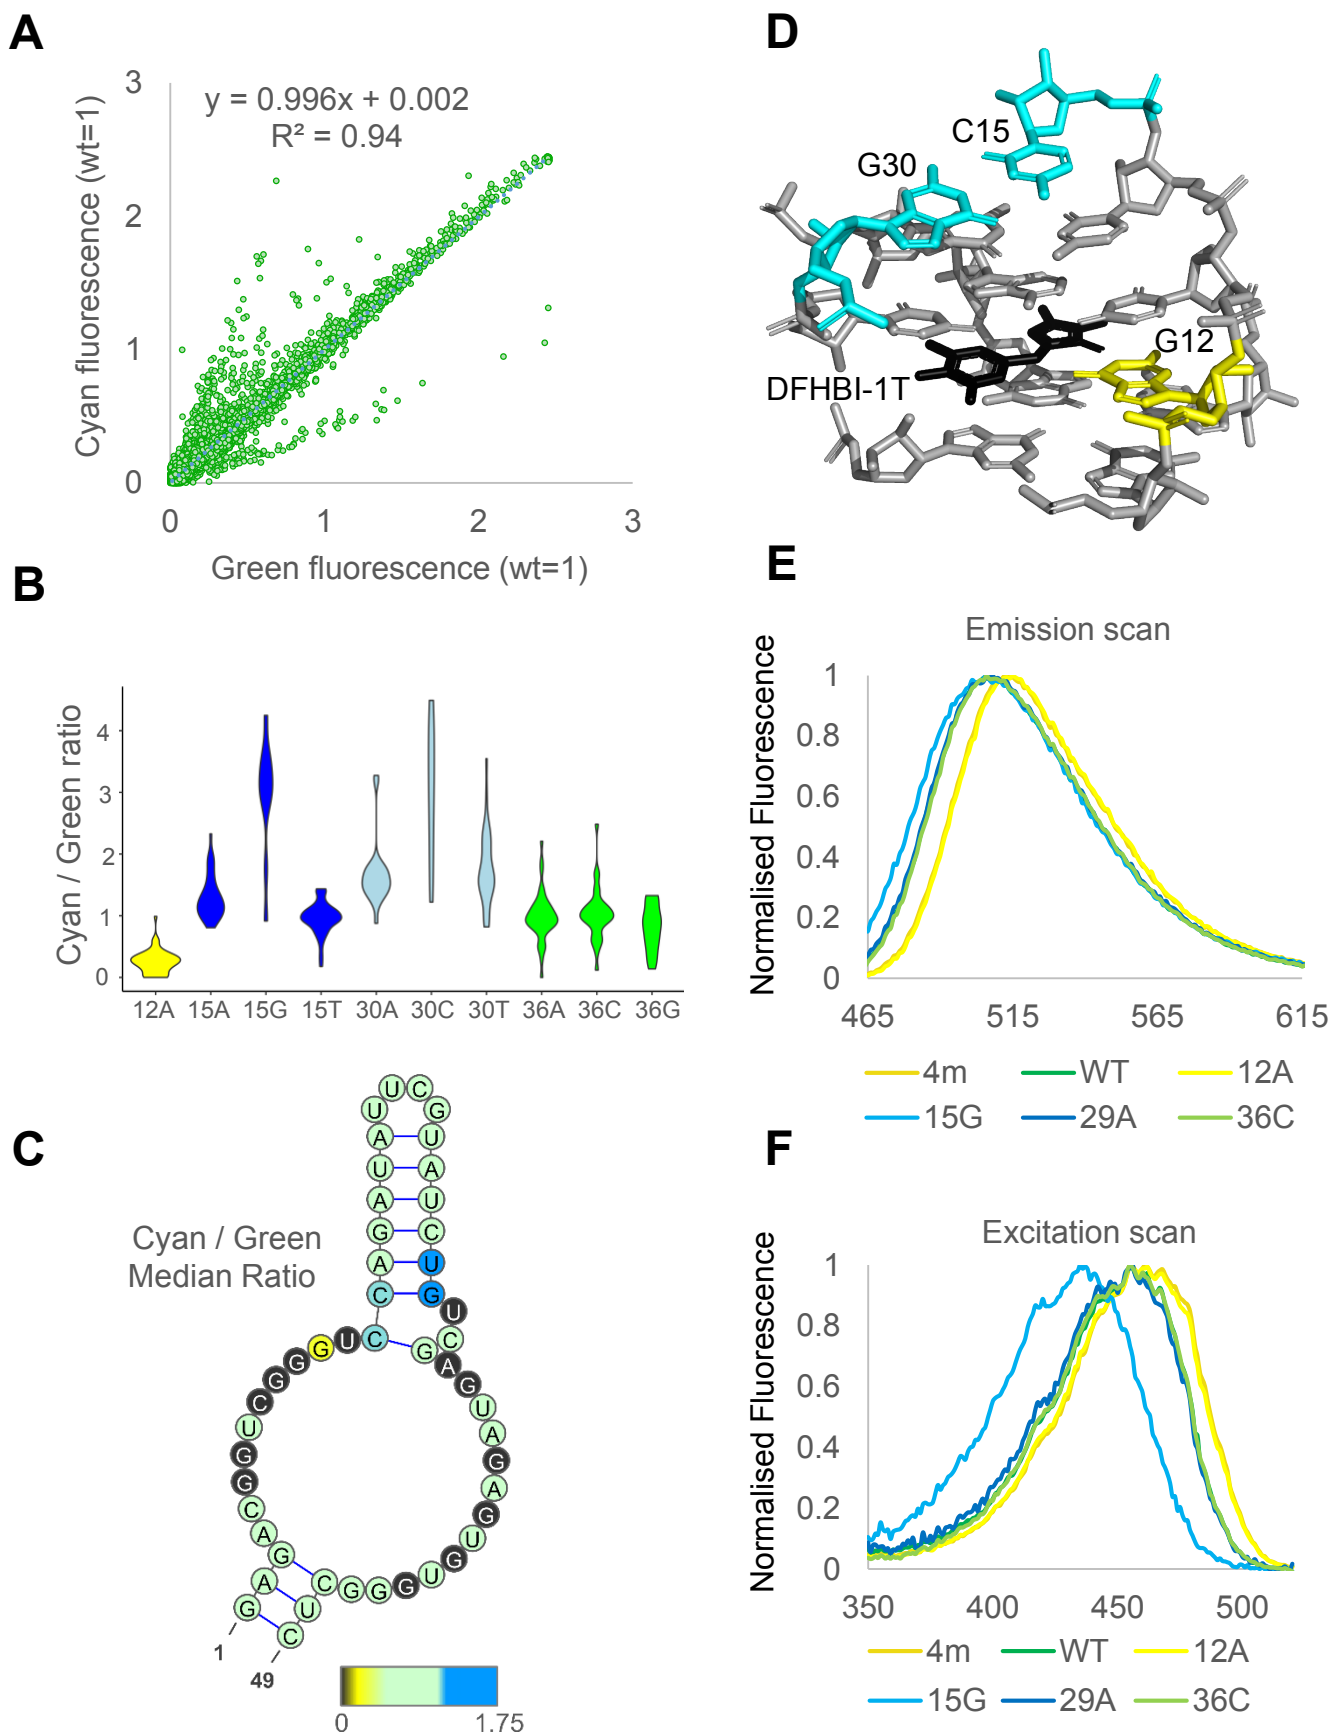 A
3
2
1
0
Cyan fluorescence (wt=1)
y = 0.996x + 0.002
R² = 0.94
0 1 2 3
Green fluorescence (wt=1)
B
Cyan / Green ratio
4
3
2
1
0
12A 15A 15G 15T 30A 30C 30T 36A 36C 36G
C
Cyan / Green
Median Ratio
U C
U G
A U
U A
A U
G C
A U
C G
U
G U C G C
G A
G G
C U
U A
G G
G A
C G
A U
G G
A C G G G U
G U
C
1
49
0 1.75
D
C15
G30
G12
DFHBI-1T
E
Emission scan
Normalised Fluorescence
1
0.8
0.6
0.4
0.2
0
465 515 565 615
4m WT 12A
15G 29A 36C
F
Excitation scan
Normalised Fluorescence
1
0.8
0.6
0.4
0.2
0
350 400 450 500
4m WT 12A
15G 29A 36C